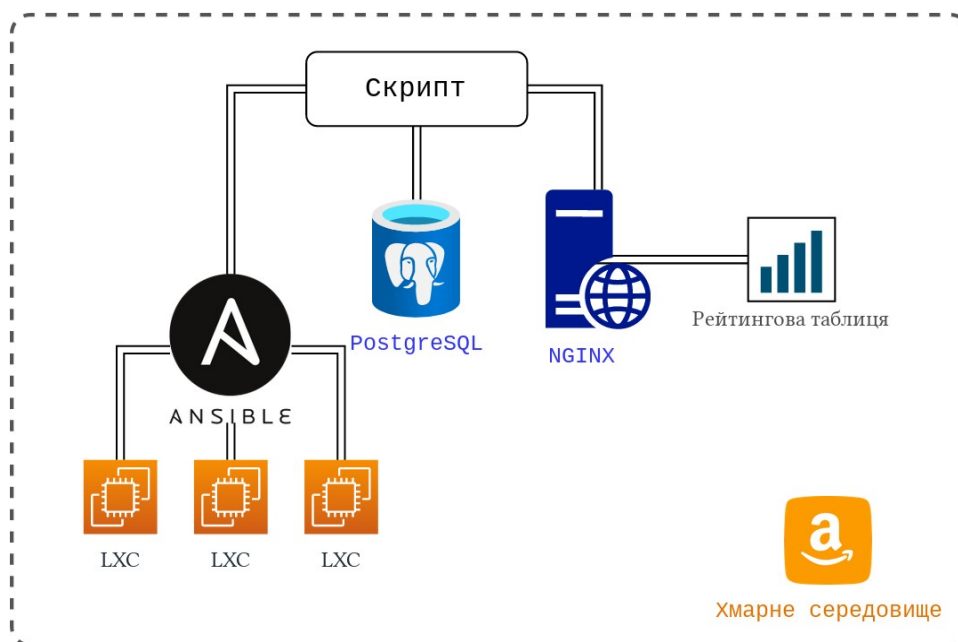 Скрипт
PostgreSQL
NGINX
Рейтингова таблиця
ANSIBLE
LXC
LXC
LXC
a
Хмарне середовище